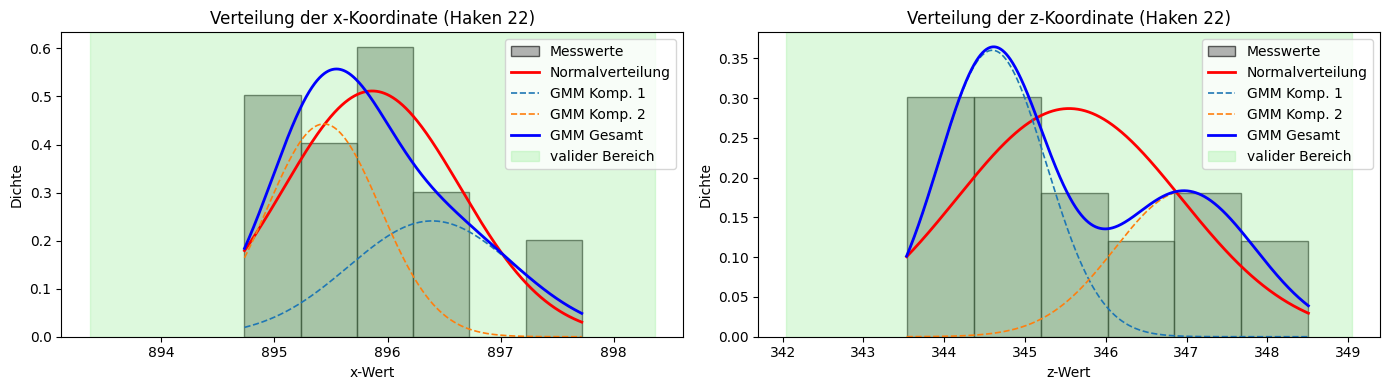 Verteilung der x-Koordinate (Haken 22)
0.6
0.5
0.4
0.3
0.2
0.1
0.0
Dichte
894
895
896
897
898
x-Wert
Messwerte
Normalverteilung
GMM Komp. 1
GMM Komp. 2
GMM Gesamt
valider Bereich
Verteilung der z-Koordinate (Haken 22)
0.35
0.30
0.25
0.20
0.15
0.10
0.05
0.00
Dichte
342
343
344
345
346
347
348
349
z-Wert
Messwerte
Normalverteilung
GMM Komp. 1
GMM Komp. 2
GMM Gesamt
valider Bereich